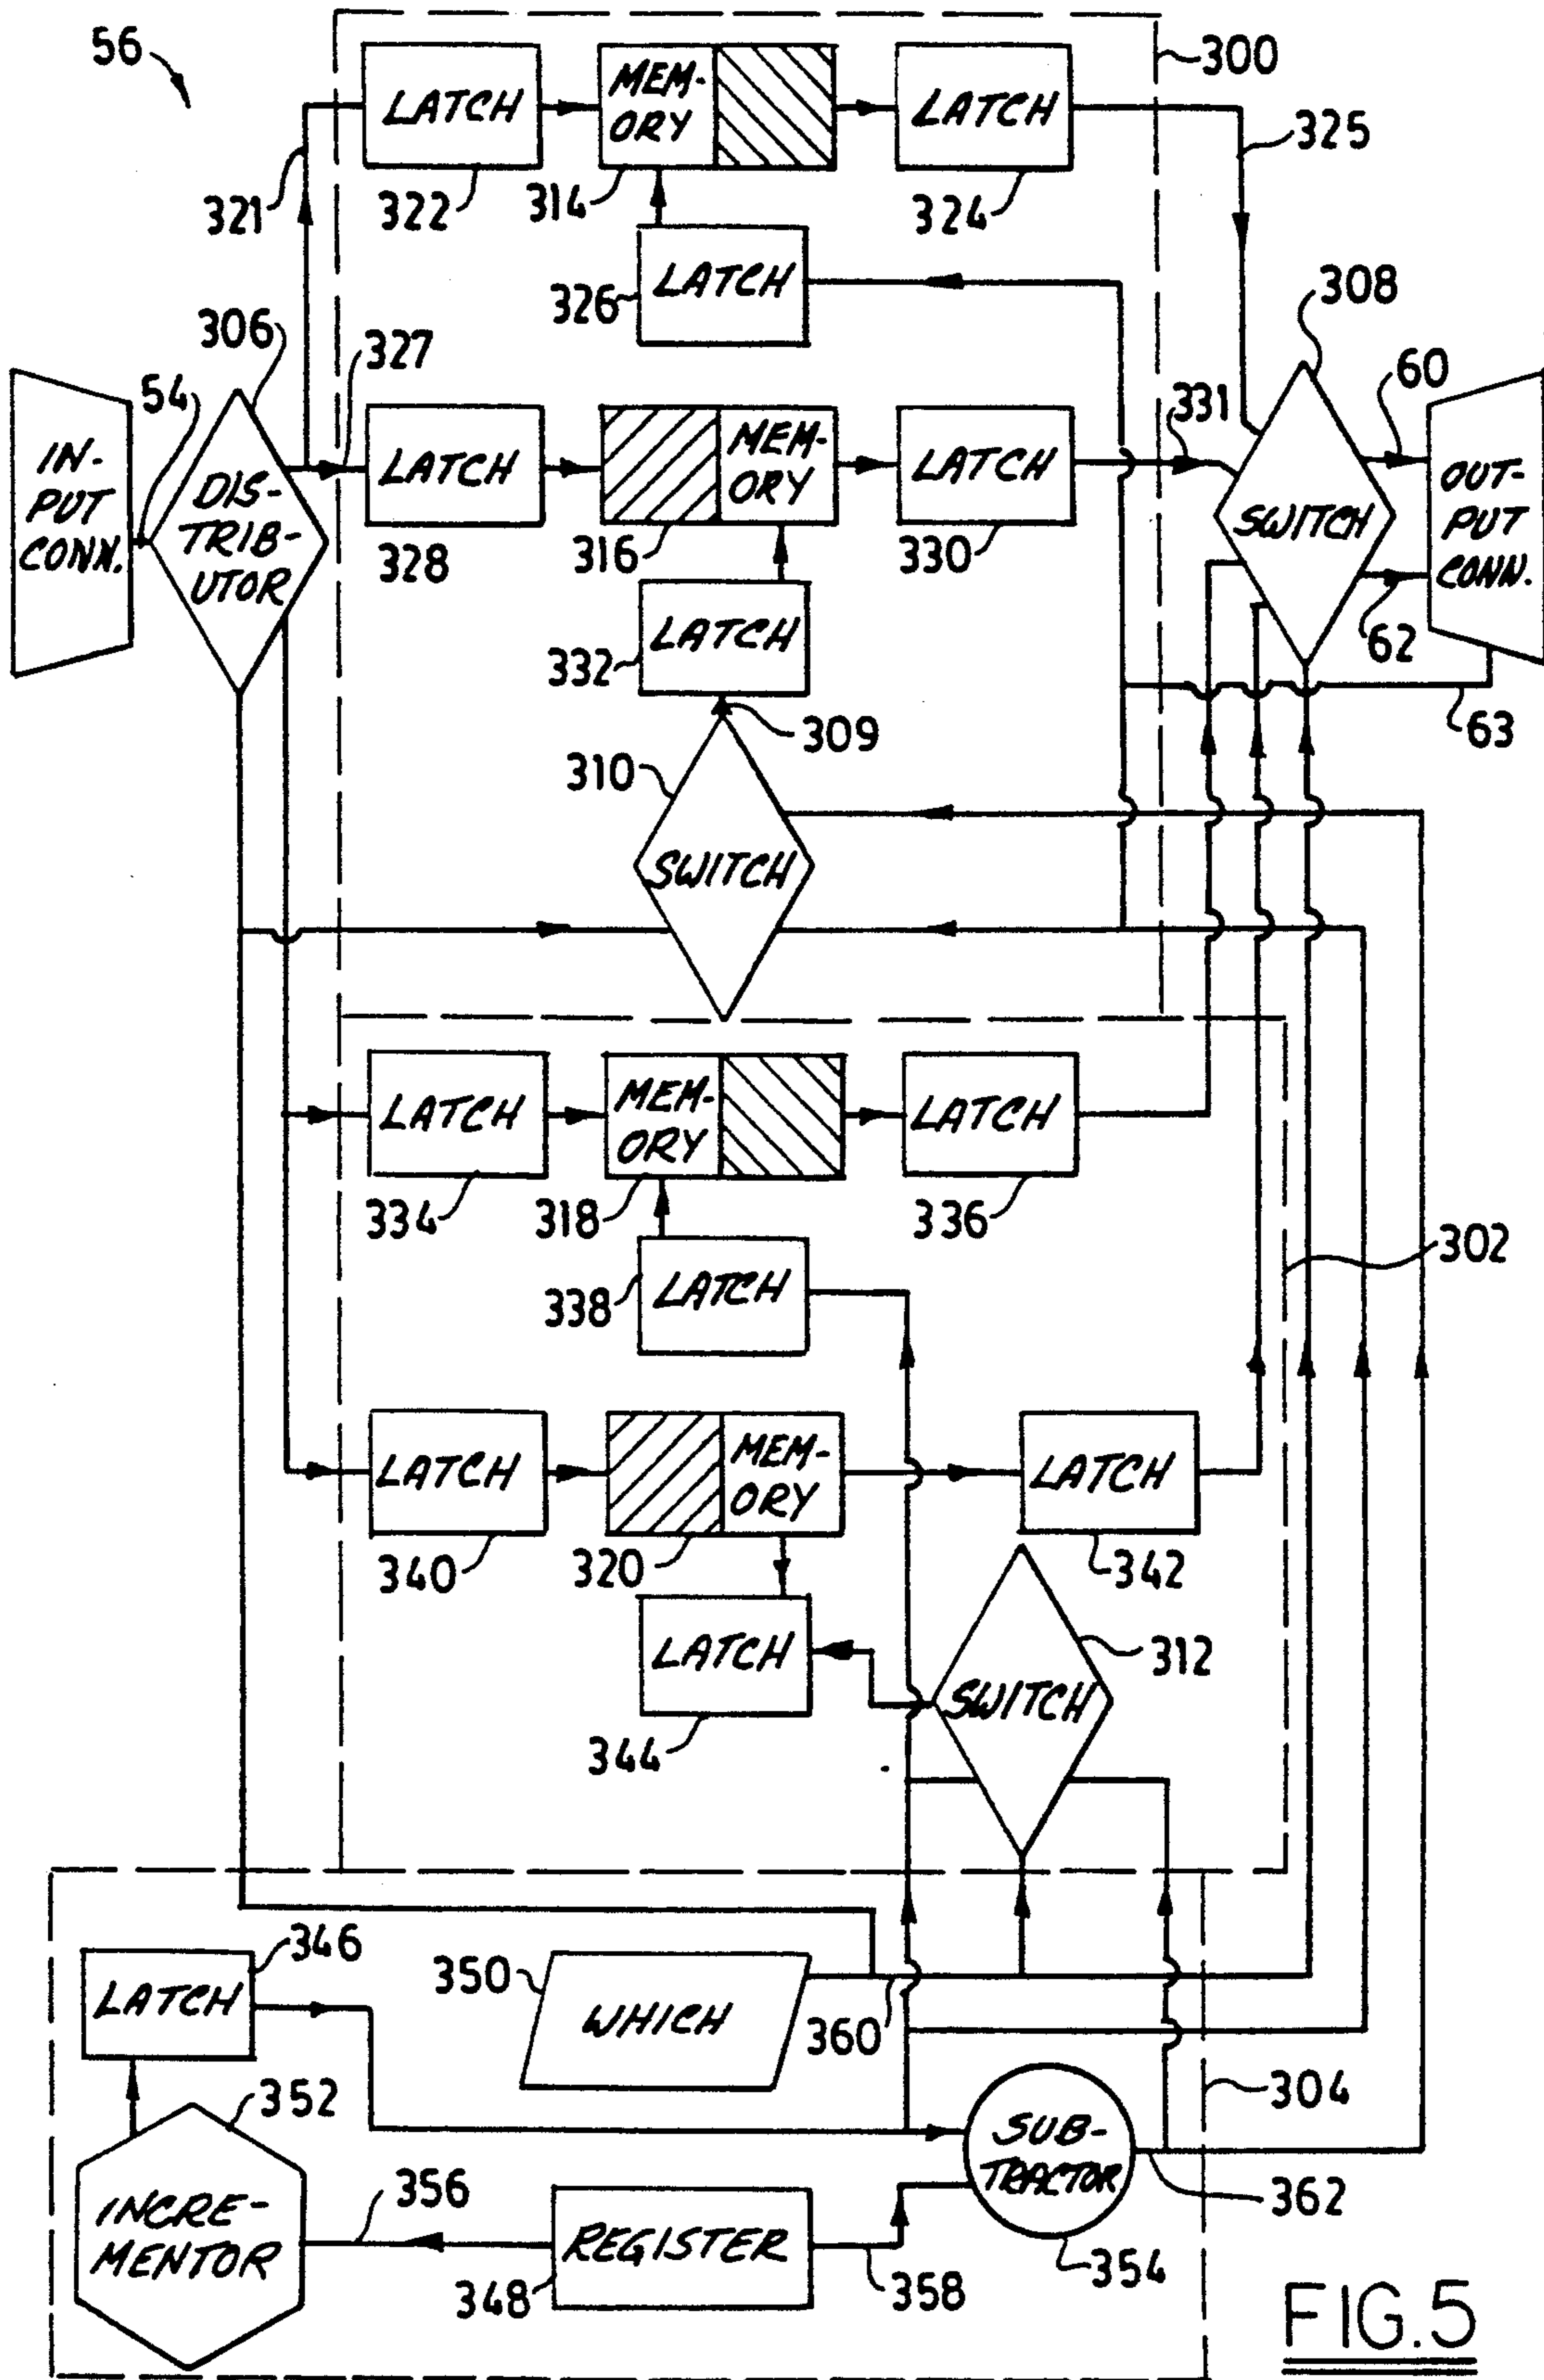 56
300
LATCH
MEM-
ORY
LATCH
325
321
322
314
324
LATCH
326
308
306
327
60
54
331
IN-
PUT
CONN.
DIS-
TRIB-
UTOR
LATCH
MEM-
ORY
LATCH
SWITCH
OUT-
PUT
CONN.
328
316
330
LATCH
332
62
309
63
310
SWITCH
LATCH
MEM-
ORY
LATCH
334
318
336
302
LATCH
338
LATCH
MEM-
ORY
LATCH
340
320
342
LATCH
312
SWITCH
344
346
LATCH
350
WHICH
360
304
352
SUB-
TRACTOR
INCRE-
MENTOR
356
REGISTER
362
348
358
354
FIG.5